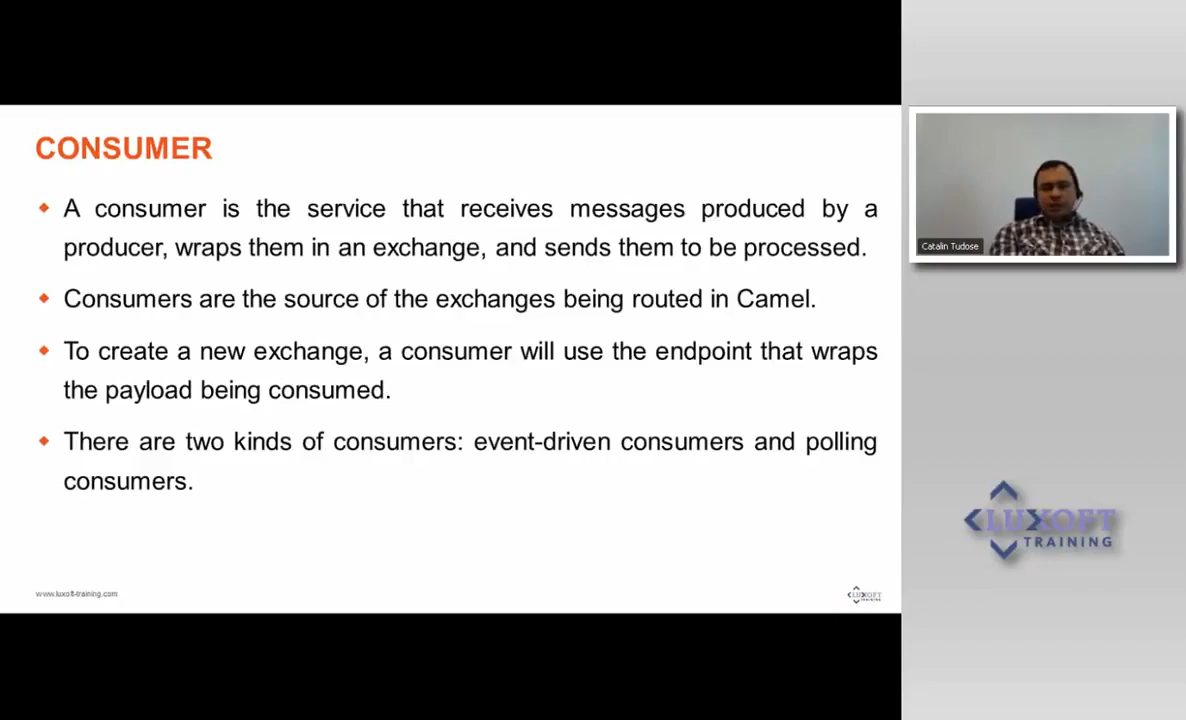 CONSUMER
A consumer is the service that receives messages produced by a
producer, wraps them in an exchange, and sends them to be processed.
Consumers are the source of the exchanges being routed in Camel.
To create a new exchange, a consumer will use the endpoint that wraps
the payload being consumed.
There are two kinds of consumers: event-driven consumers and polling
consumers.
www.luxoft-training.com
LUXOFT
TRAINING
Catalin Tudose
LUXOFT
TRAINING